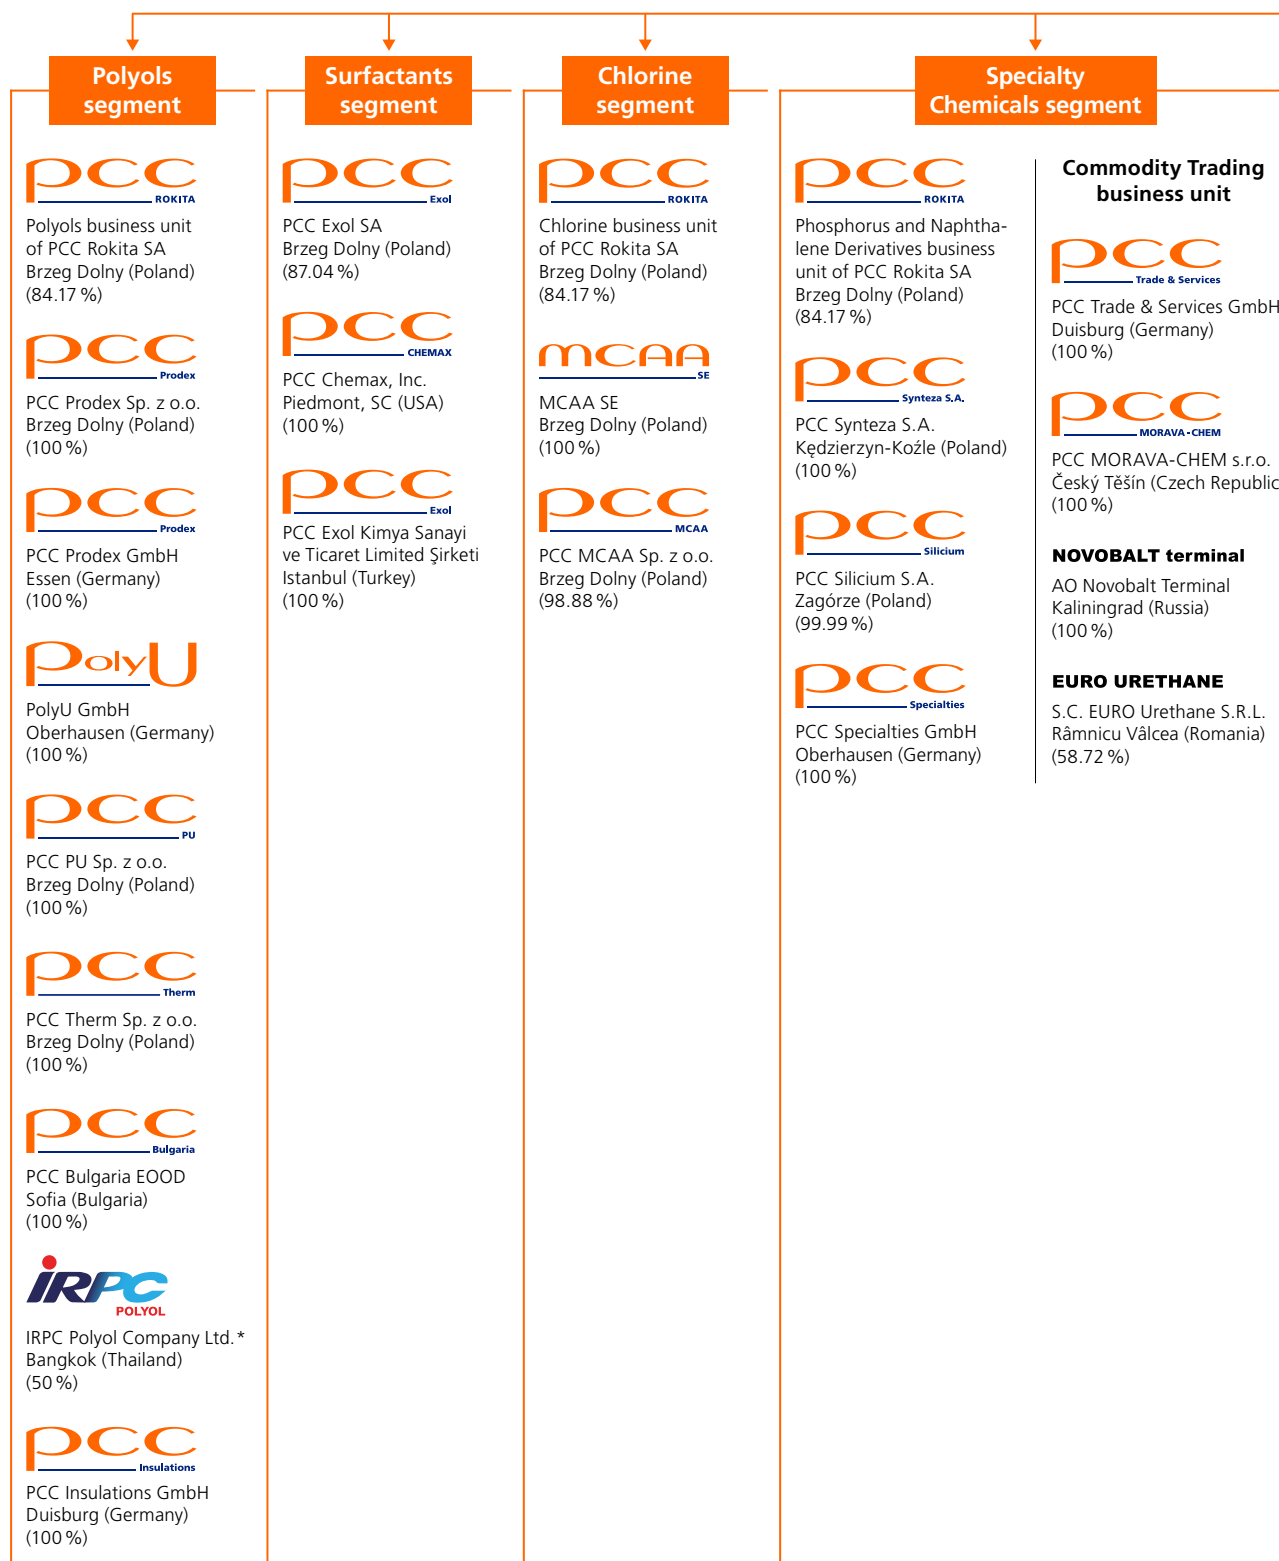 Polyols
segment
pcc
ROKITA
Polyols business unit
of PCC Rokita SA
Brzeg Dolny (Poland)
(84.17 %)
pcc
Prodex
PCC Prodex Sp. z o.o.
Brzeg Dolny (Poland)
(100 %)
pcc
Prodex
PCC Prodex GmbH
Essen (Germany)
(100 %)
PolyU
PolyU GmbH
Oberhausen (Germany)
(100 %)
pcc
PU
PCC PU Sp. z o.o.
Brzeg Dolny (Poland)
(100 %)
pcc
Therm
PCC Therm Sp. z o.o.
Brzeg Dolny (Poland)
(100 %)
pcc
Bulgaria
PCC Bulgaria EOOD
Sofia (Bulgaria)
(100 %)
iRPC
POLYOL
IRPC Polyol Company Ltd.*
Bangkok (Thailand)
(50 %)
pcc
Insulations
PCC Insulations GmbH
Duisburg (Germany)
(100 %)
Surfactants
segment
pcc
Exol
PCC Exol SA
Brzeg Dolny (Poland)
(87.04 %)
pcc
CHEMAX
PCC Chemax, Inc.
Piedmont, SC (USA)
(100 %)
pcc
Exol
PCC Exol Kimya Sanayi
ve Ticaret Limited Şirketi
Istanbul (Turkey)
(100 %)
Chlorine
segment
pcc
ROKITA
Chlorine business unit
of PCC Rokita SA
Brzeg Dolny (Poland)
(84.17 %)
MCAA
SE
MCAA SE
Brzeg Dolny (Poland)
(100 %)
pcc
MCAA
PCC MCAA Sp. z o.o.
Brzeg Dolny (Poland)
(98.88 %)
Specialty
Chemicals segment
pcc
ROKITA
Phosphorus and Naphtha-
lene Derivatives business
unit of PCC Rokita SA
Brzeg Dolny (Poland)
(84.17 %)
pcc
Synteza S.A.
PCC Synteza S.A.
Kędzierzyn-Koźle (Poland)
(100 %)
pcc
Silicium
PCC Silicium S.A.
Zagórze (Poland)
(99.99 %)
pcc
Specialties
PCC Specialties GmbH
Oberhausen (Germany)
(100 %)
Commodity Trading
business unit
pcc
Trade & Services
PCC Trade & Services GmbH
Duisburg (Germany)
(100 %)
pcc
MORAVA-CHEM
PCC MORAVA-CHEM s.r.o.
Český Těšín (Czech Republic
(100 %)
NOVOBALT terminal
AO Novobalt Terminal
Kaliningrad (Russia)
(100 %)
EURO URETHANE
S.C. EURO Urethane S.R.L.
Râmnicu Vâlcea (Romania)
(58.72 %)